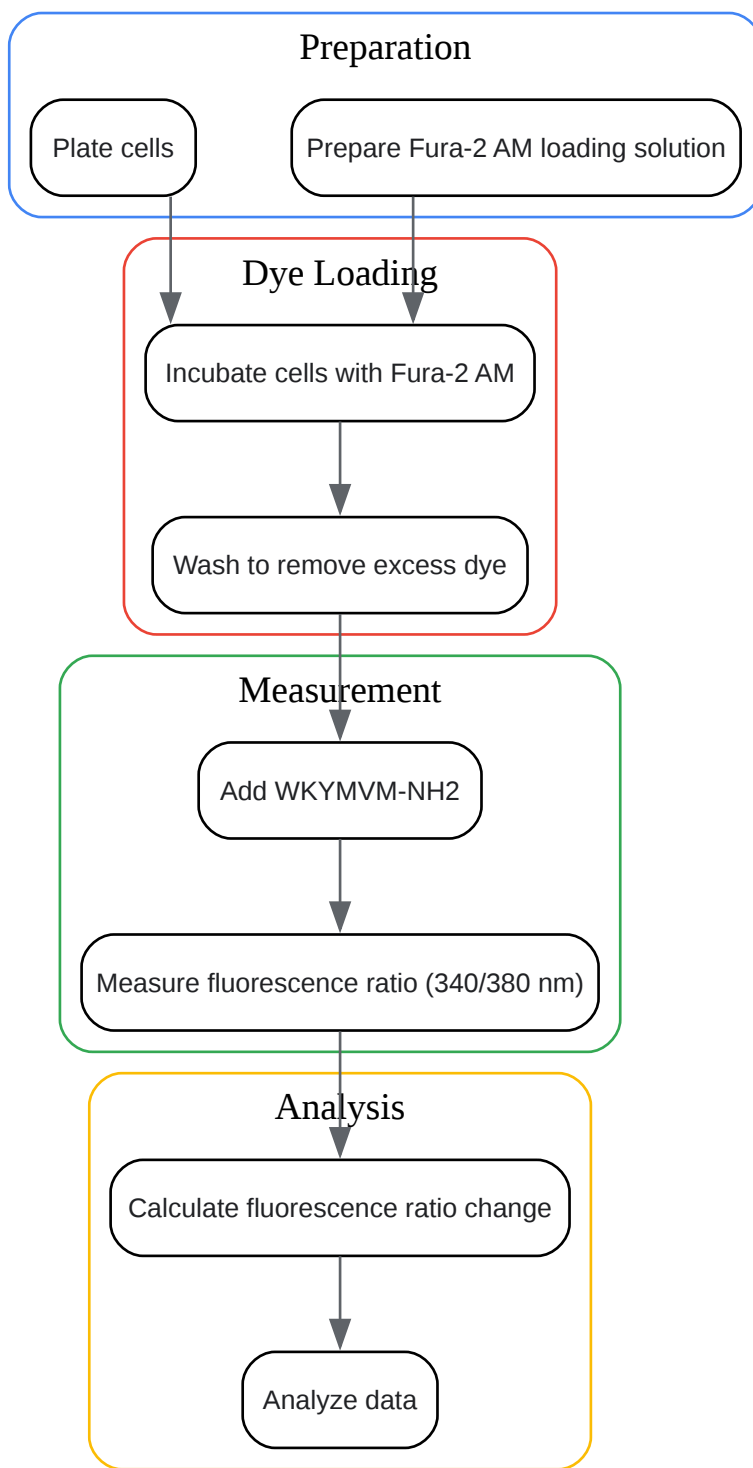 Preparation
Plate cells
Prepare Fura-2 AM loading solution
Dye Loading
Incubate cells with Fura-2 AM
Wash to remove excess dye
Measurement
Add WKYMVM-NH2
Measure fluorescence ratio (340/380 nm)
Analysis
Calculate fluorescence ratio change
Analyze data